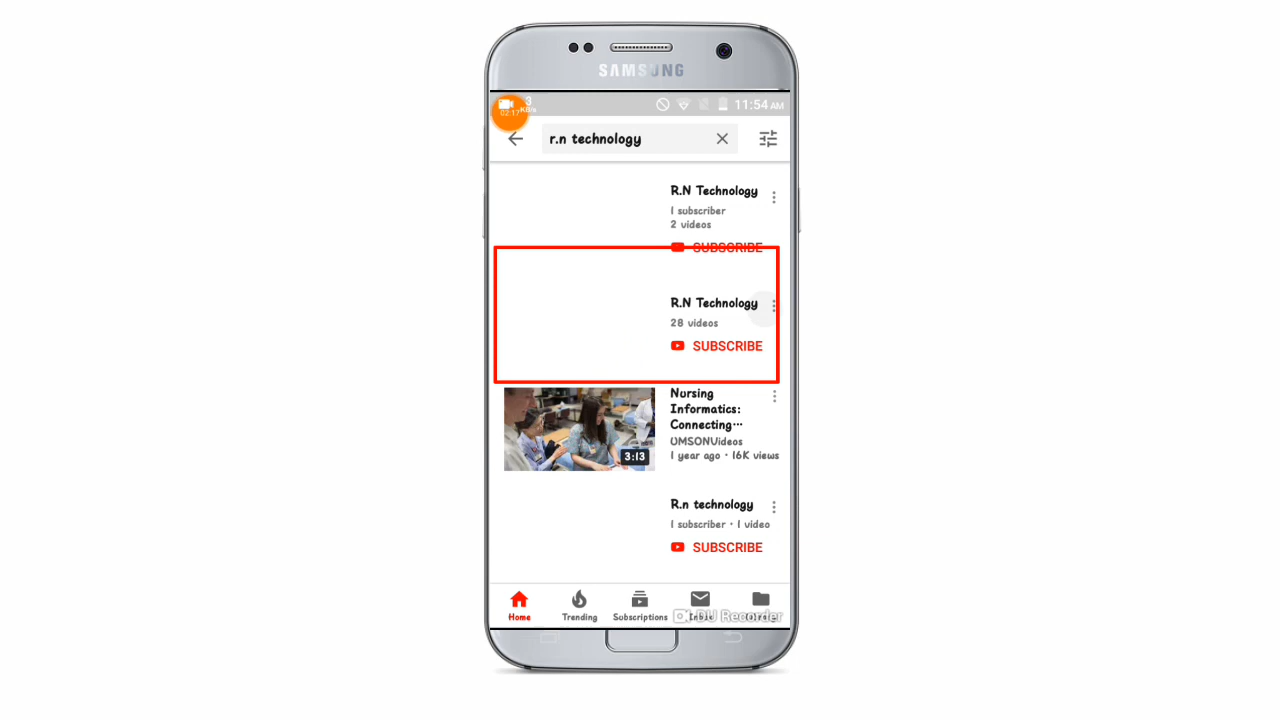 SAMSUNG
3
KB/s
02:17
11:54 AM
r.n technology
R.N Technology
1 subscriber
2 videos
SUBSCRIBE
R.N Technology
28 videos
SUBSCRIBE
Nursing
Informatics:
Connecting...
UMSONVideos
1 year ago • 16K views
3:13
R.n technology
1 subscriber • 1 video
SUBSCRIBE
Home
Trending
Subscriptions
DU Recorder